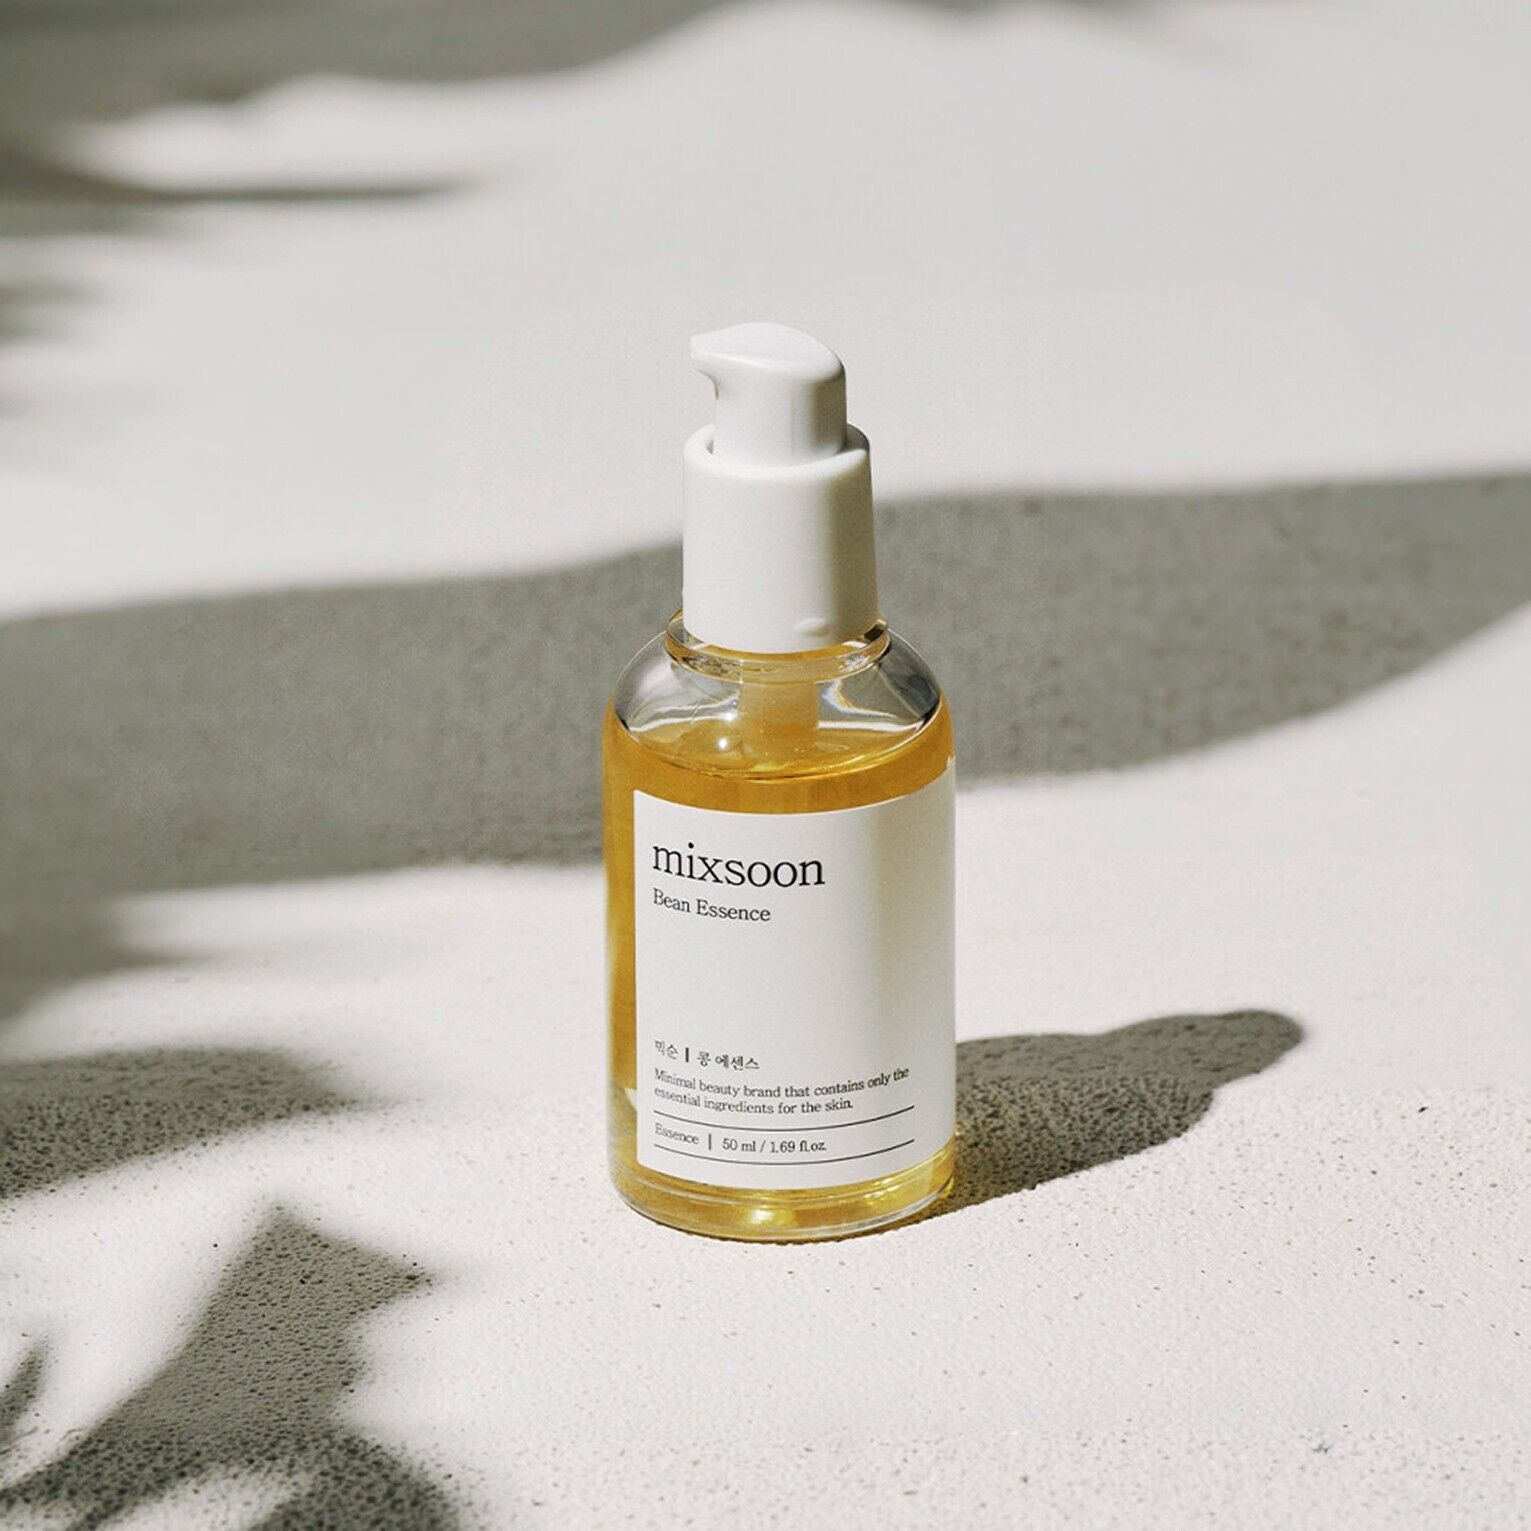 mixsoon
Bean Essence
믹순 | 콩 에센스
Minimal beauty brand that contains only the
essential ingredients for the skin.
Essence | 50 ml / 1.69 fl.oz.